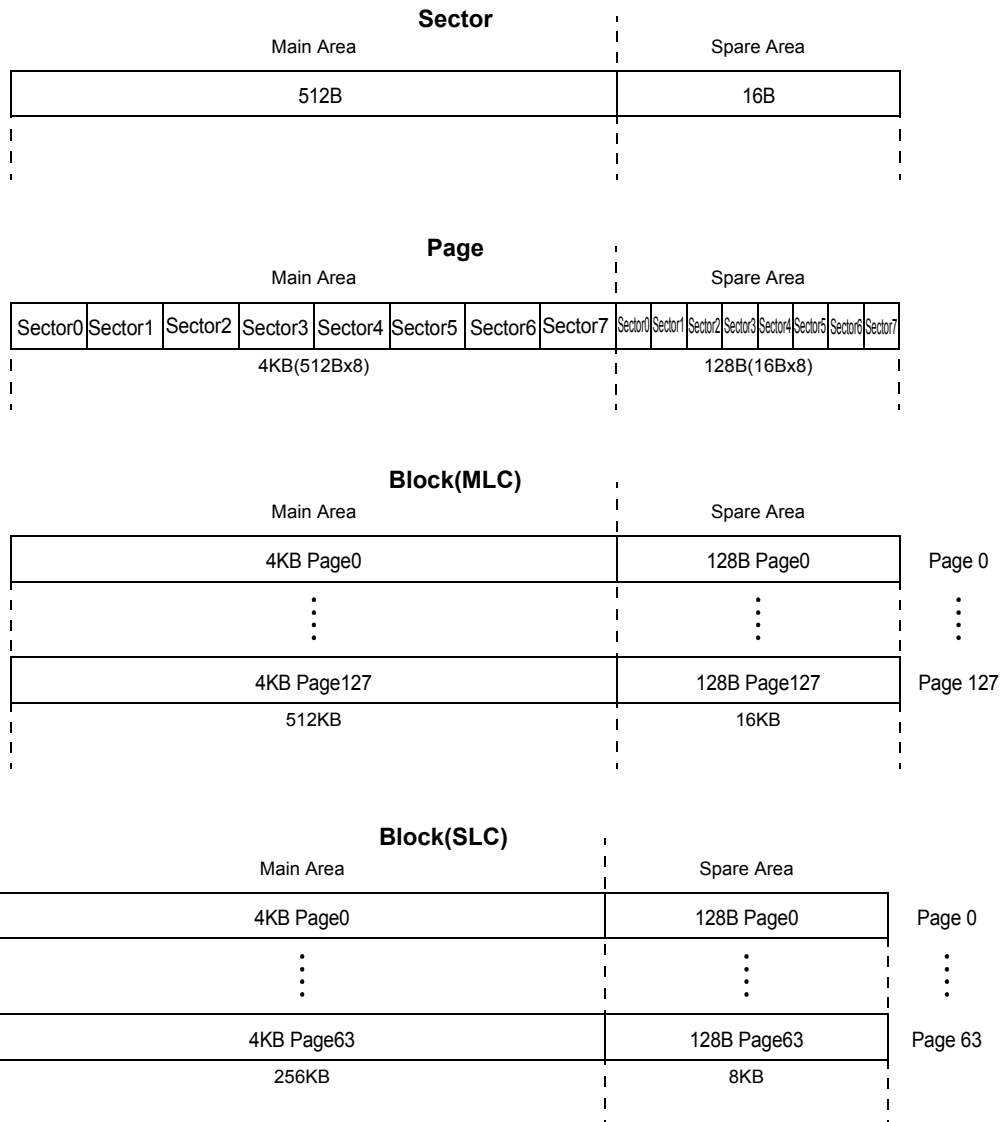 Sector
Main Area Spare Area
512B 16B
Page
Main Area Spare Area
Sector0 Sector1 Sector2 Sector3 Sector4 Sector5 Sector6 Sector7 Sector0 Sector1 Sector2 Sector3 Sector4 Sector5 Sector6 Sector7
4KB(512Bx8) 128B(16Bx8)
Block(MLC)
Main Area Spare Area
4KB Page0 128B Page0 Page 0
4KB Page127 128B Page127 Page 127
512KB 16KB
Block(SLC)
Main Area Spare Area
4KB Page0 128B Page0 Page 0
4KB Page63 128B Page63 Page 63
256KB 8KB